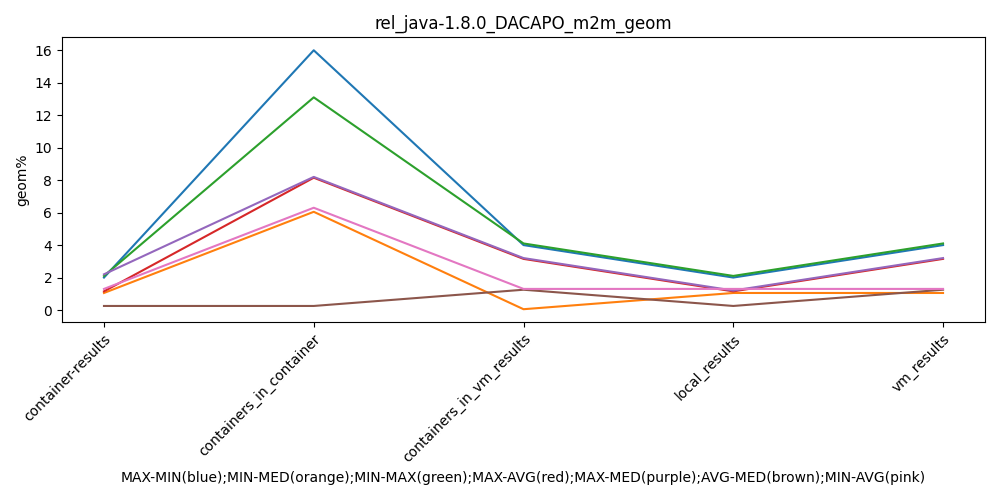 rel_java-1.8.0_DACAPO_m2m_geom
16
14
12
10
8
6
4
2
0
geom%
container-results
containers_in_container
containers_in_vm_results
local_results
vm_results
MAX-MIN(blue);MIN-MED(orange);MIN-MAX(green);MAX-AVG(red);MAX-MED(purple);AVG-MED(brown);MIN-AVG(pink)